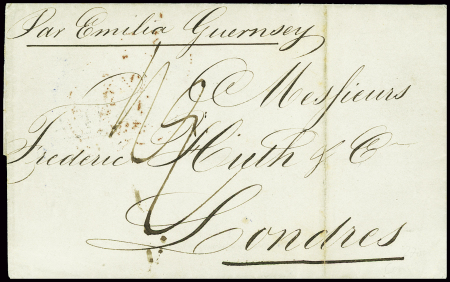 Par Emilia Guernsey
Messieurs
Frederic Huth & Co
Londres